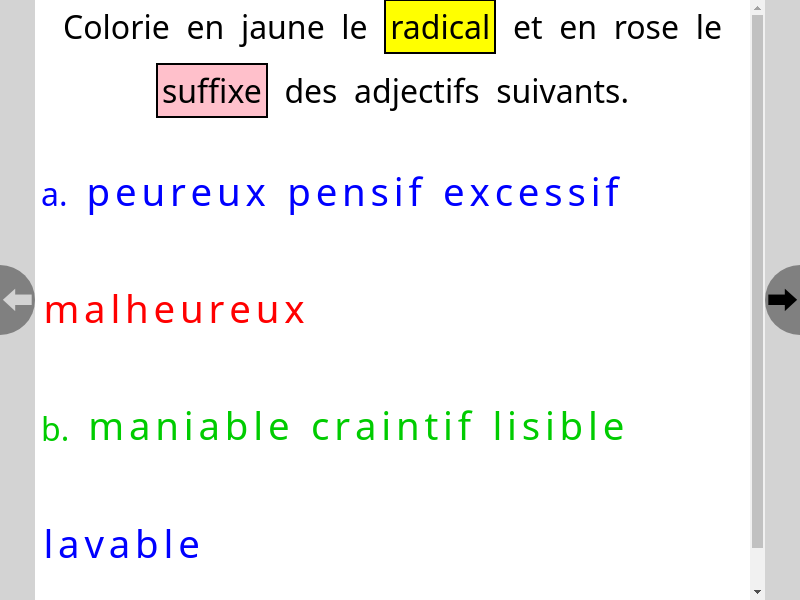 Colorie en jaune le radical et en rose le
suffixe des adjectifs suivants.
a. peureux pensif excessif
malheureux
b. maniable craintif lisible
lavable